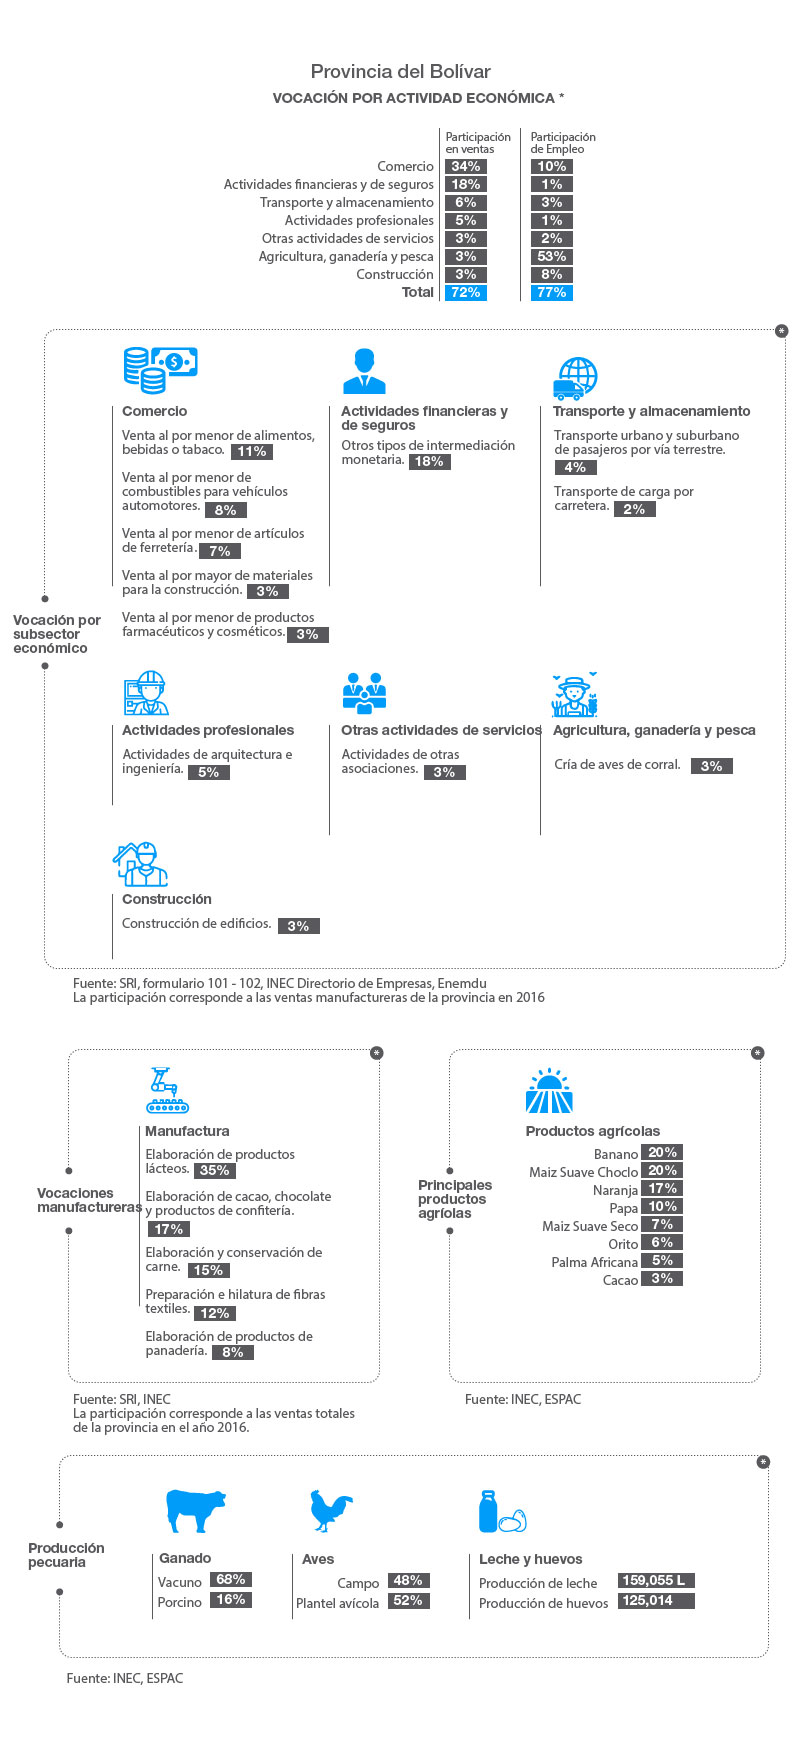 Provincia del Bolívar
VOCACIÓN POR ACTIVIDAD ECONÓMICA *
Participación en ventas
Participación de Empleo
Comercio 34% 10%
Actividades financieras y de seguros 18% 1%
Transporte y almacenamiento 6% 3%
Actividades profesionales 5% 1%
Otras actividades de servicios 3% 2%
Agricultura, ganadería y pesca 3% 53%
Construcción 3% 8%
Total 72% 77%
*
Vocación por
subsector
económico
Comercio
Venta al por menor de alimentos,
bebidas o tabaco. 11%
Venta al por menor de
combustibles para vehículos
automotores. 8%
Venta al por menor de artículos
de ferretería. 7%
Venta al por mayor de materiales
para la construcción. 3%
Venta al por menor de productos
farmacéuticos y cosméticos. 3%
Actividades financieras y
de seguros
Otros tipos de intermediación
monetaria. 18%
Transporte y almacenamiento
Transporte urbano y suburbano
de pasajeros por vía terrestre.
4%
Transporte de carga por
carretera. 2%
Actividades profesionales
Actividades de arquitectura e
ingeniería. 5%
Otras actividades de servicios
Actividades de otras
asociaciones. 3%
Agricultura, ganadería y pesca
Cría de aves de corral. 3%
Construcción
Construcción de edificios. 3%
Fuente: SRI, formulario 101 - 102, INEC Directorio de Empresas, Enemdu
La participación corresponde a las ventas manufactureras de la provincia en 2016
*
Vocaciones
manufactureras
Manufactura
Elaboración de productos
lácteos. 35%
Elaboración de cacao, chocolate
y productos de confitería.
17%
Elaboración y conservación de
carne. 15%
Preparación e hilatura de fibras
textiles. 12%
Elaboración de productos de
panadería. 8%
Fuente: SRI, INEC
La participación corresponde a las ventas totales
de la provincia en el año 2016.
*
Principales
productos
agríolas
Productos agrícolas
Banano 20%
Maiz Suave Choclo 20%
Naranja 17%
Papa 10%
Maiz Suave Seco 7%
Orito 6%
Palma Africana 5%
Cacao 3%
Fuente: INEC, ESPAC
*
Producción
pecuaria
Ganado
Vacuno 68%
Porcino 16%
Aves
Campo 48%
Plantel avícola 52%
Leche y huevos
Producción de leche 159,055 L
Producción de huevos 125,014
Fuente: INEC, ESPAC